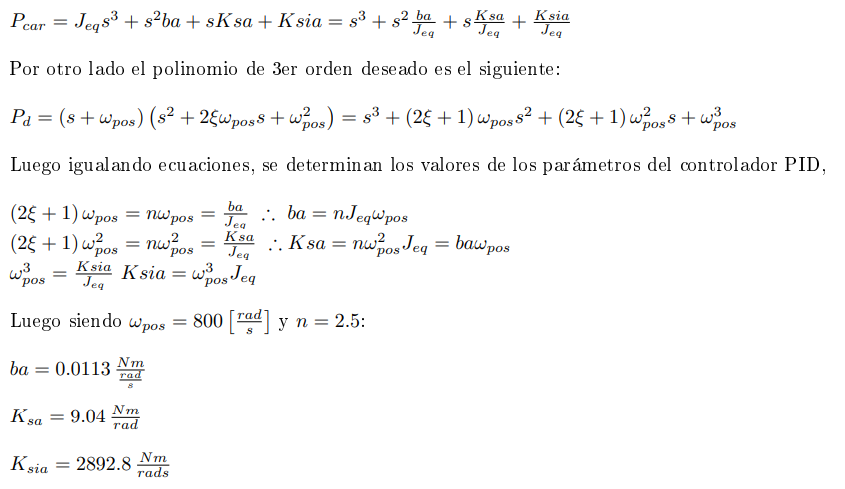 $P_{car} = J_{eq}s^3 + s^2ba + sKsa + Ksia = s^3 + s^2\frac{ba}{J_{eq}} + s\frac{Ksa}{J_{eq}} + \frac{Ksia}{J_{eq}}$
Por otro lado el polinomio de 3er orden deseado es el siguiente:
$P_d = (s + \omega_{pos})\left(s^2 + 2\xi\omega_{pos}s + \omega_{pos}^2\right) = s^3 + (2\xi + 1)\,\omega_{pos}s^2 + (2\xi + 1)\,\omega_{pos}^2s + \omega_{pos}^3$
Luego igualando ecuaciones, se determinan los valores de los parámetros del controlador PID,
$(2\xi + 1)\,\omega_{pos} = n\omega_{pos} = \frac{ba}{J_{eq}} \therefore ba = nJ_{eq}\omega_{pos}$
$(2\xi + 1)\,\omega_{pos}^2 = n\omega_{pos}^2 = \frac{Ksa}{J_{eq}} \therefore Ksa = n\omega_{pos}^2J_{eq} = ba\omega_{pos}$
$\omega_{pos}^3 = \frac{Ksia}{J_{eq}}\ Ksia = \omega_{pos}^3J_{eq}$
Luego siendo $\omega_{pos} = 800\left[\frac{rad}{s}\right]$ y $n = 2.5$:
$ba = 0.0113\,\frac{Nm}{\frac{rad}{s}}$
$K_{sa} = 9.04\,\frac{Nm}{rad}$
$K_{sia} = 2892.8\,\frac{Nm}{rads}$